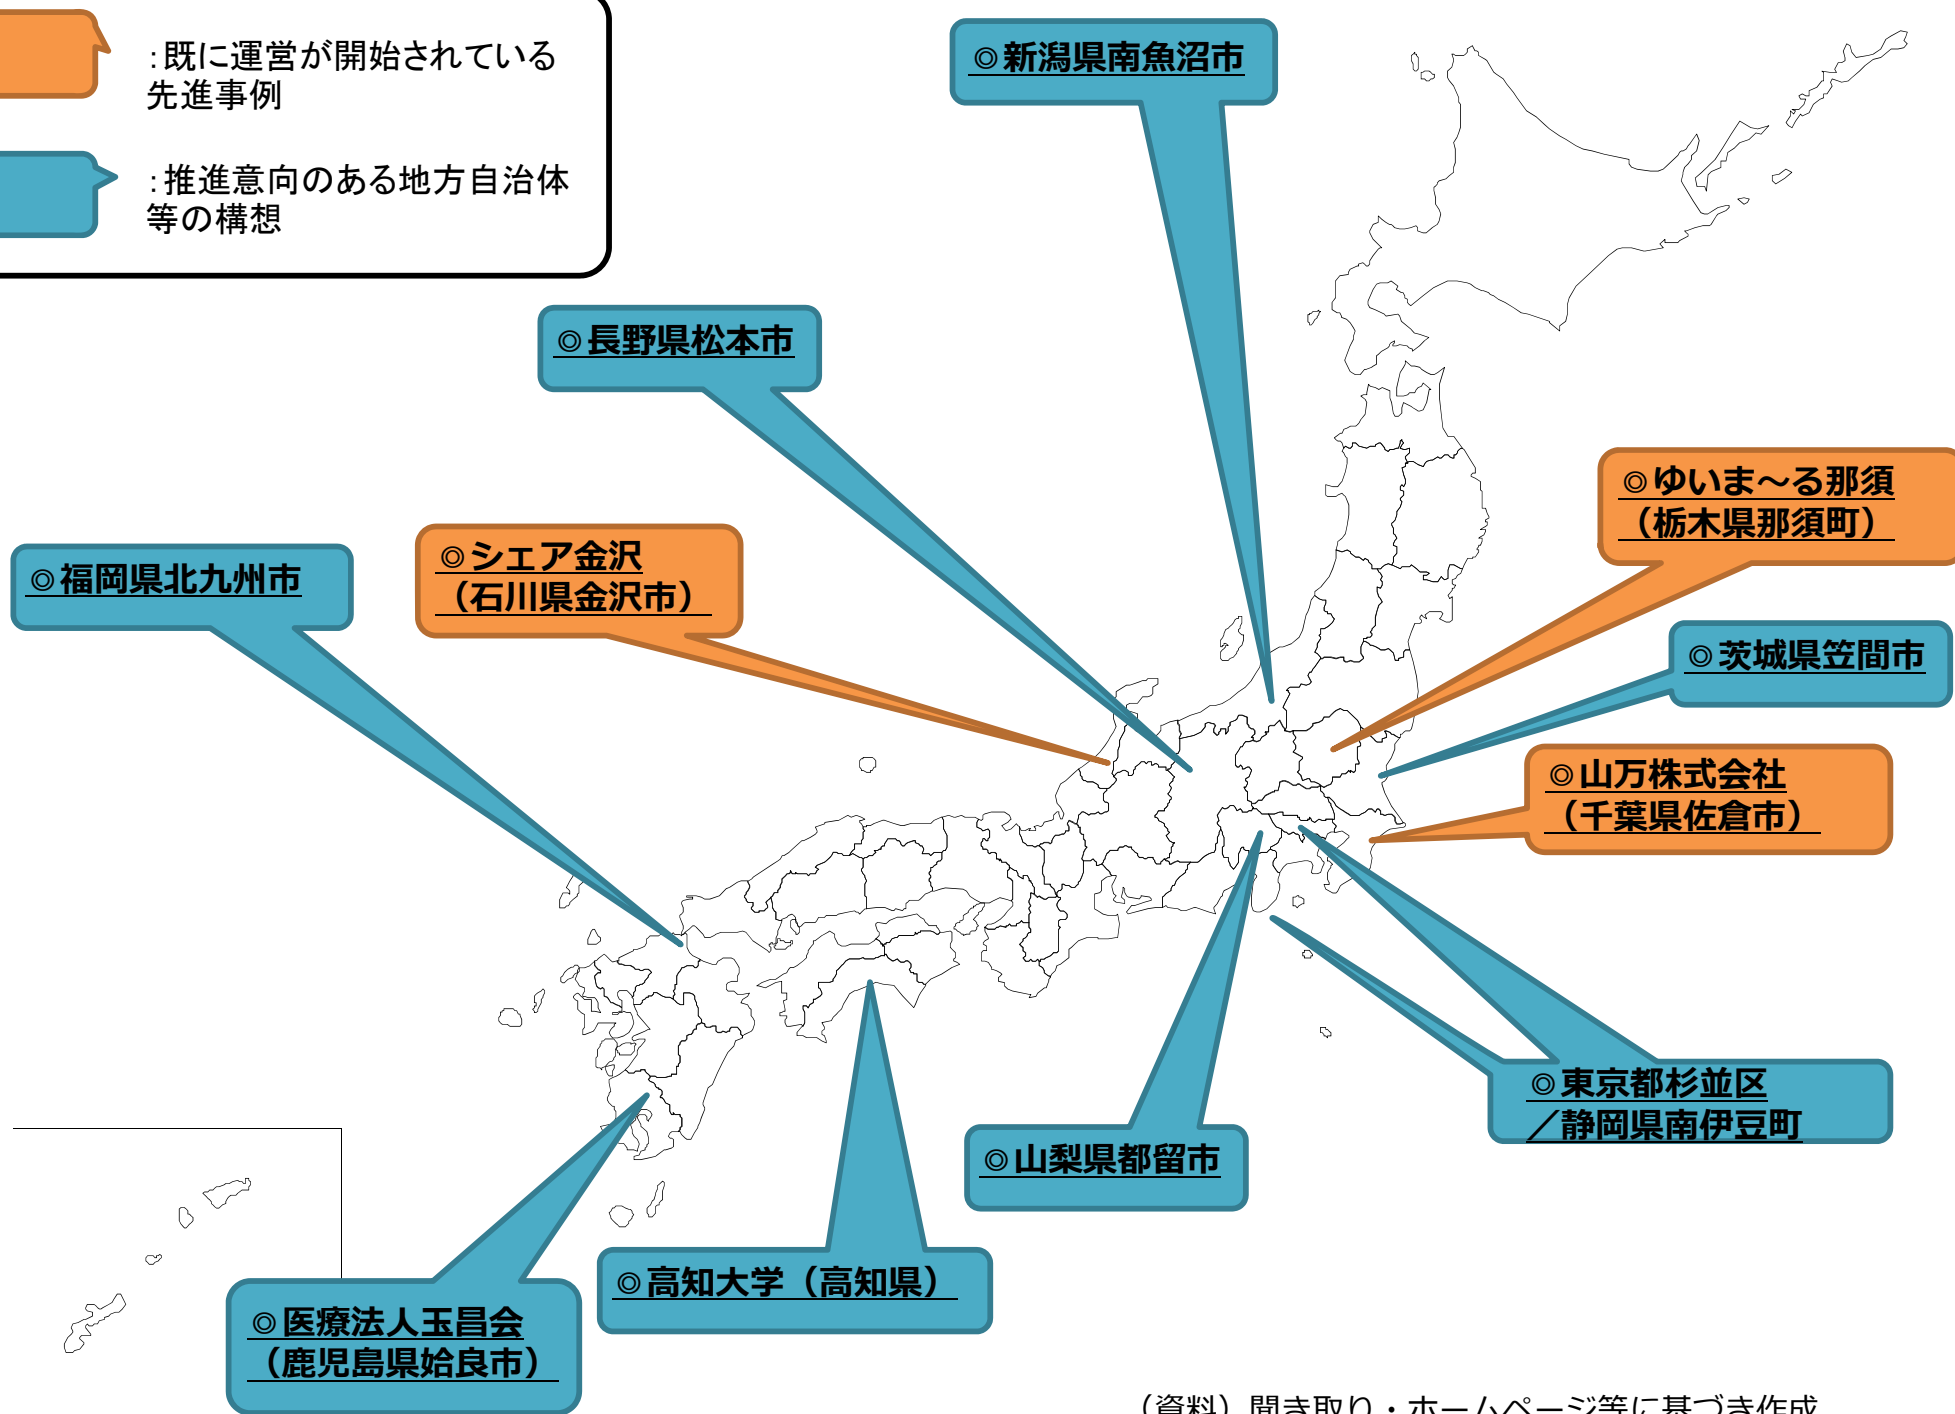 ：既に運営が開始されている
先進事例
：推進意向のある地方自治体
等の構想
◎新潟県南魚沼市
◎長野県松本市
◎ゆいま～る那須
（栃木県那須町）
◎シェア金沢
（石川県金沢市）
◎福岡県北九州市
◎茨城県笠間市
◎山万株式会社
（千葉県佐倉市）
◎東京都杉並区
／静岡県南伊豆町
◎山梨県都留市
◎高知大学（高知県）
◎医療法人玉昌会
（鹿児島県姶良市）
（資料）聞き取り・ホームページ等に基づき作成